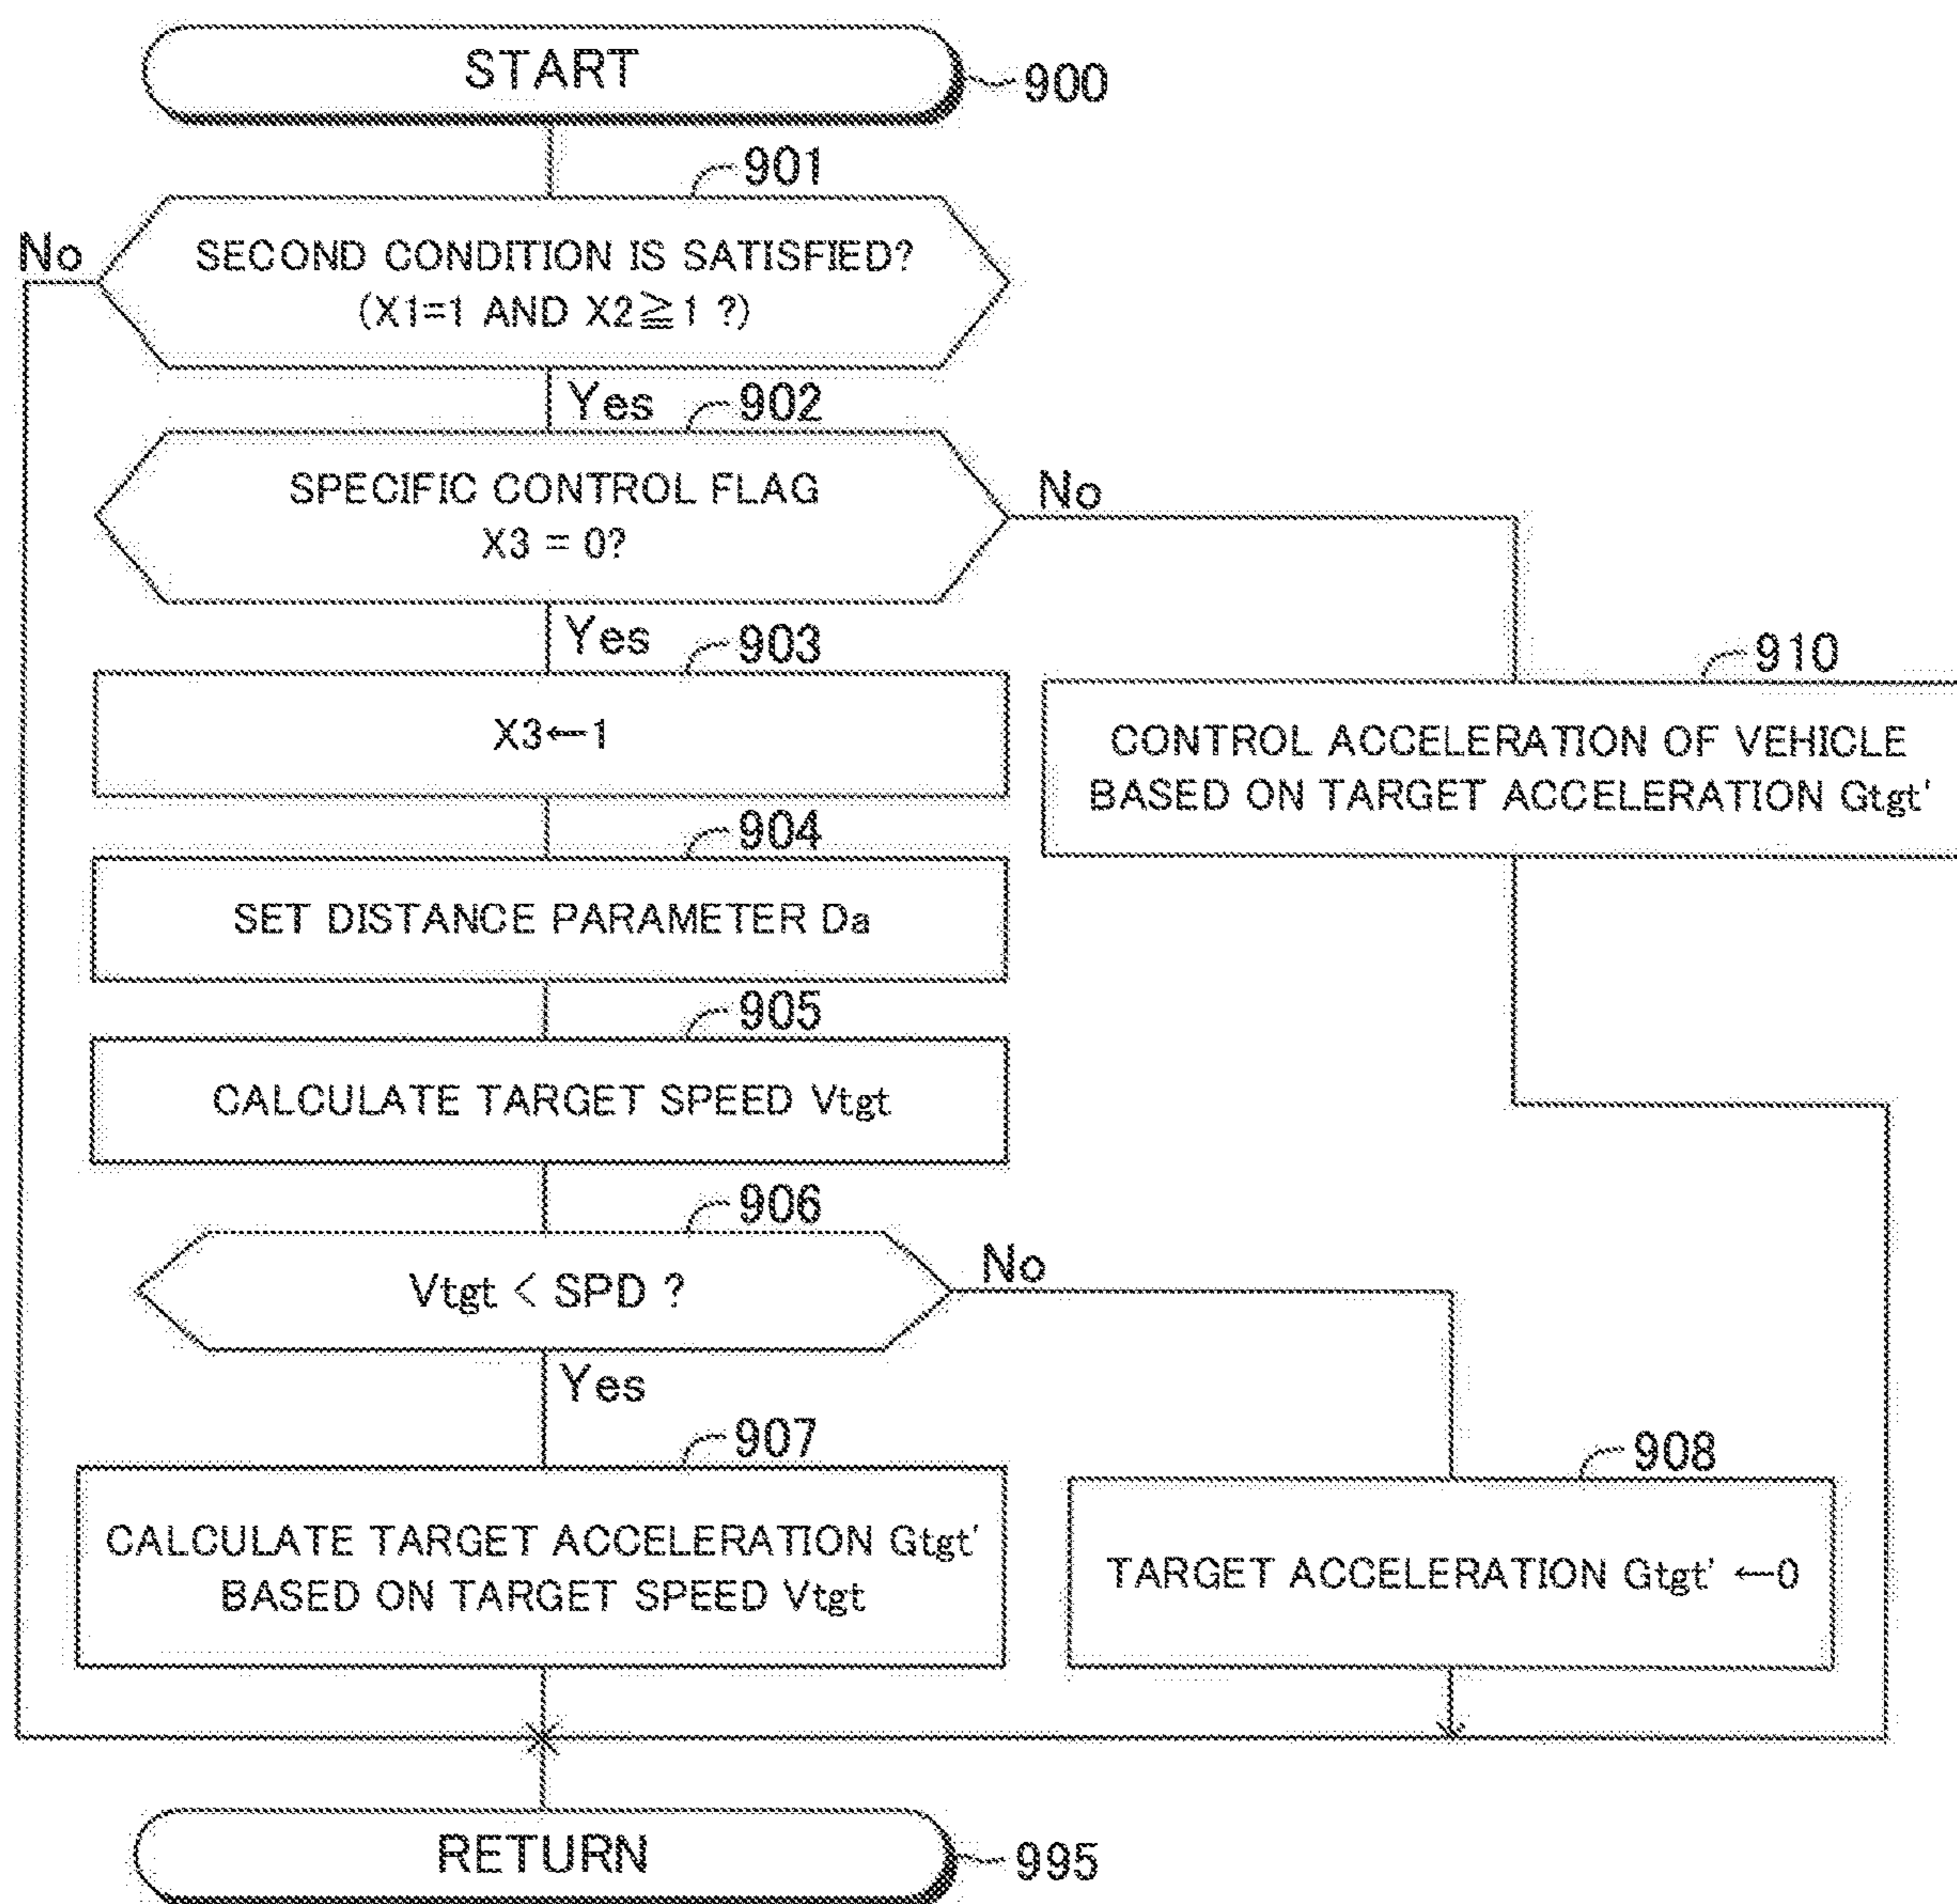 START
900
901
No
SECOND CONDITION IS SATISFIED?
(X1=1 AND X2≧1 ?)
Yes
902
SPECIFIC CONTROL FLAG
X3 = 0?
No
Yes
903
X3←1
910
CONTROL ACCELERATION OF VEHICLE
BASED ON TARGET ACCELERATION Gtgt'
904
SET DISTANCE PARAMETER Da
905
CALCULATE TARGET SPEED Vtgt
906
Vtgt < SPD ?
No
Yes
907
CALCULATE TARGET ACCELERATION Gtgt'
BASED ON TARGET SPEED Vtgt
908
TARGET ACCELERATION Gtgt' ←0
RETURN
995